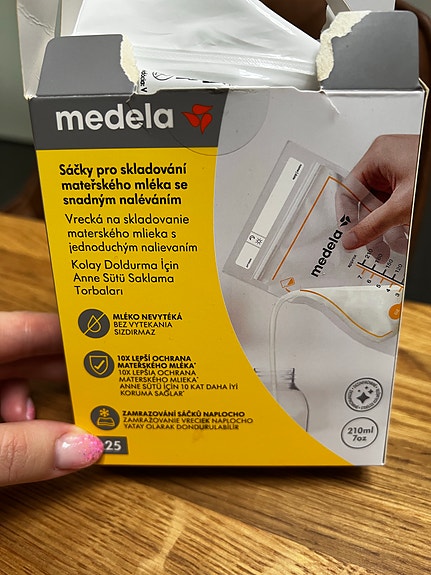 medela
Sáčky pro skladování
mateřského mléka se
snadným naléváním
Vrecká na skladovanie
materského mlieka s
jednoduchým nalievaním
Kolay Doldurma İçin
Anne Sütü Saklama
Torbaları
MLÉKO NEVYTÉKÁ
BEZ VYTEKANIA
SIZDIRMAZ
10X LEPŠÍ OCHRANA
MATEŘSKÉHO MLÉKA*
10X LEPŠIA OCHRANA
MATERSKÉHO MLIEKA*
ANNE SÜTÜ İÇİN 10 KAT DAHA İYİ
KORUMA SAĞLAR*
ZAMRAZOVÁNÍ SÁČKŮ NAPLOCHO
ZAMRAZOVANIE VRECIEK NAPLOCHO
YATAY OLARAK DONDURULABİLİR
25
medela
210ml
7oz